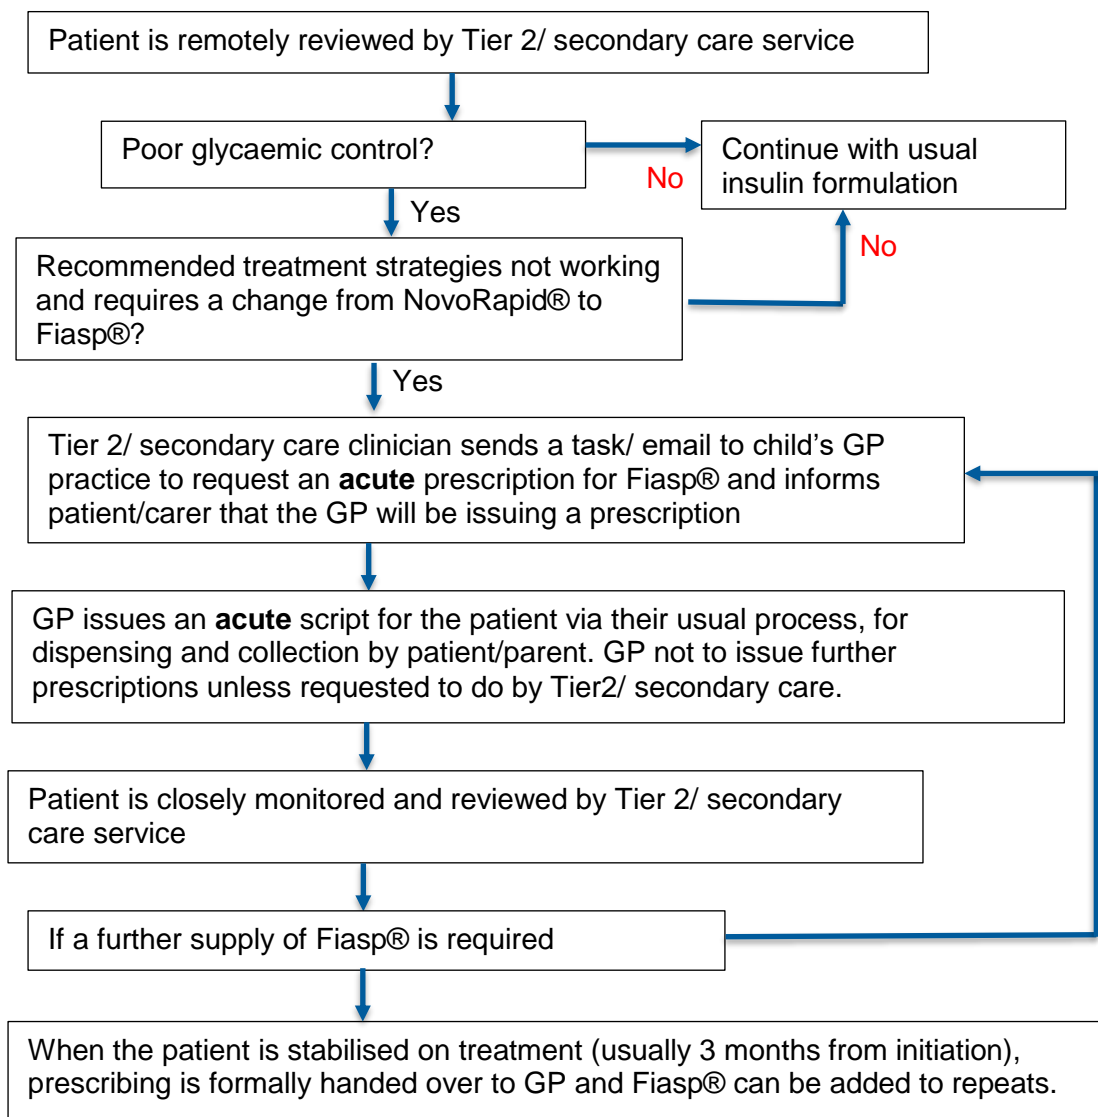 Patient is remotely reviewed by Tier 2/ secondary care service
Poor glycaemic control?
No
Continue with usual
insulin formulation
Yes
No
Recommended treatment strategies not working
and requires a change from NovoRapid® to
Fiasp®?
Yes
Tier 2/ secondary care clinician sends a task/ email to child's GP
practice to request an acute prescription for Fiasp® and informs
patient/carer that the GP will be issuing a prescription
GP issues an acute script for the patient via their usual process, for
dispensing and collection by patient/parent. GP not to issue further
prescriptions unless requested to do by Tier2/ secondary care.
Patient is closely monitored and reviewed by Tier 2/ secondary
care service
If a further supply of Fiasp® is required
When the patient is stabilised on treatment (usually 3 months from initiation),
prescribing is formally handed over to GP and Fiasp® can be added to repeats.